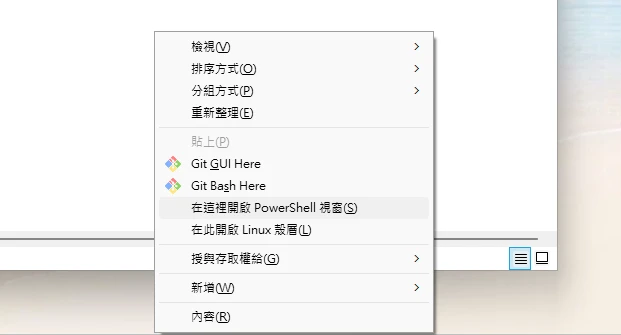 檢視(V)
排序方式(O)
分組方式(P)
重新整理(E)
貼上(P)
Git GUI Here
Git Bash Here
在這裡開啟 PowerShell 視窗(S)
在此開啟 Linux 殼層(L)
授與存取權給(G)
新增(W)
內容(R)